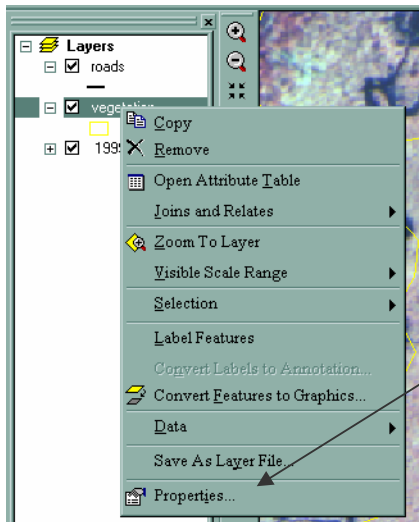 Layers
roads
vegetation
Copy
1999
Remove
Open Attribute Table
Joins and Relates
Zoom To Layer
Visible Scale Range
Selection
Label Features
Convert Labels to Annotation...
Convert Features to Graphics...
Data
Save As Layer File...
Properties...